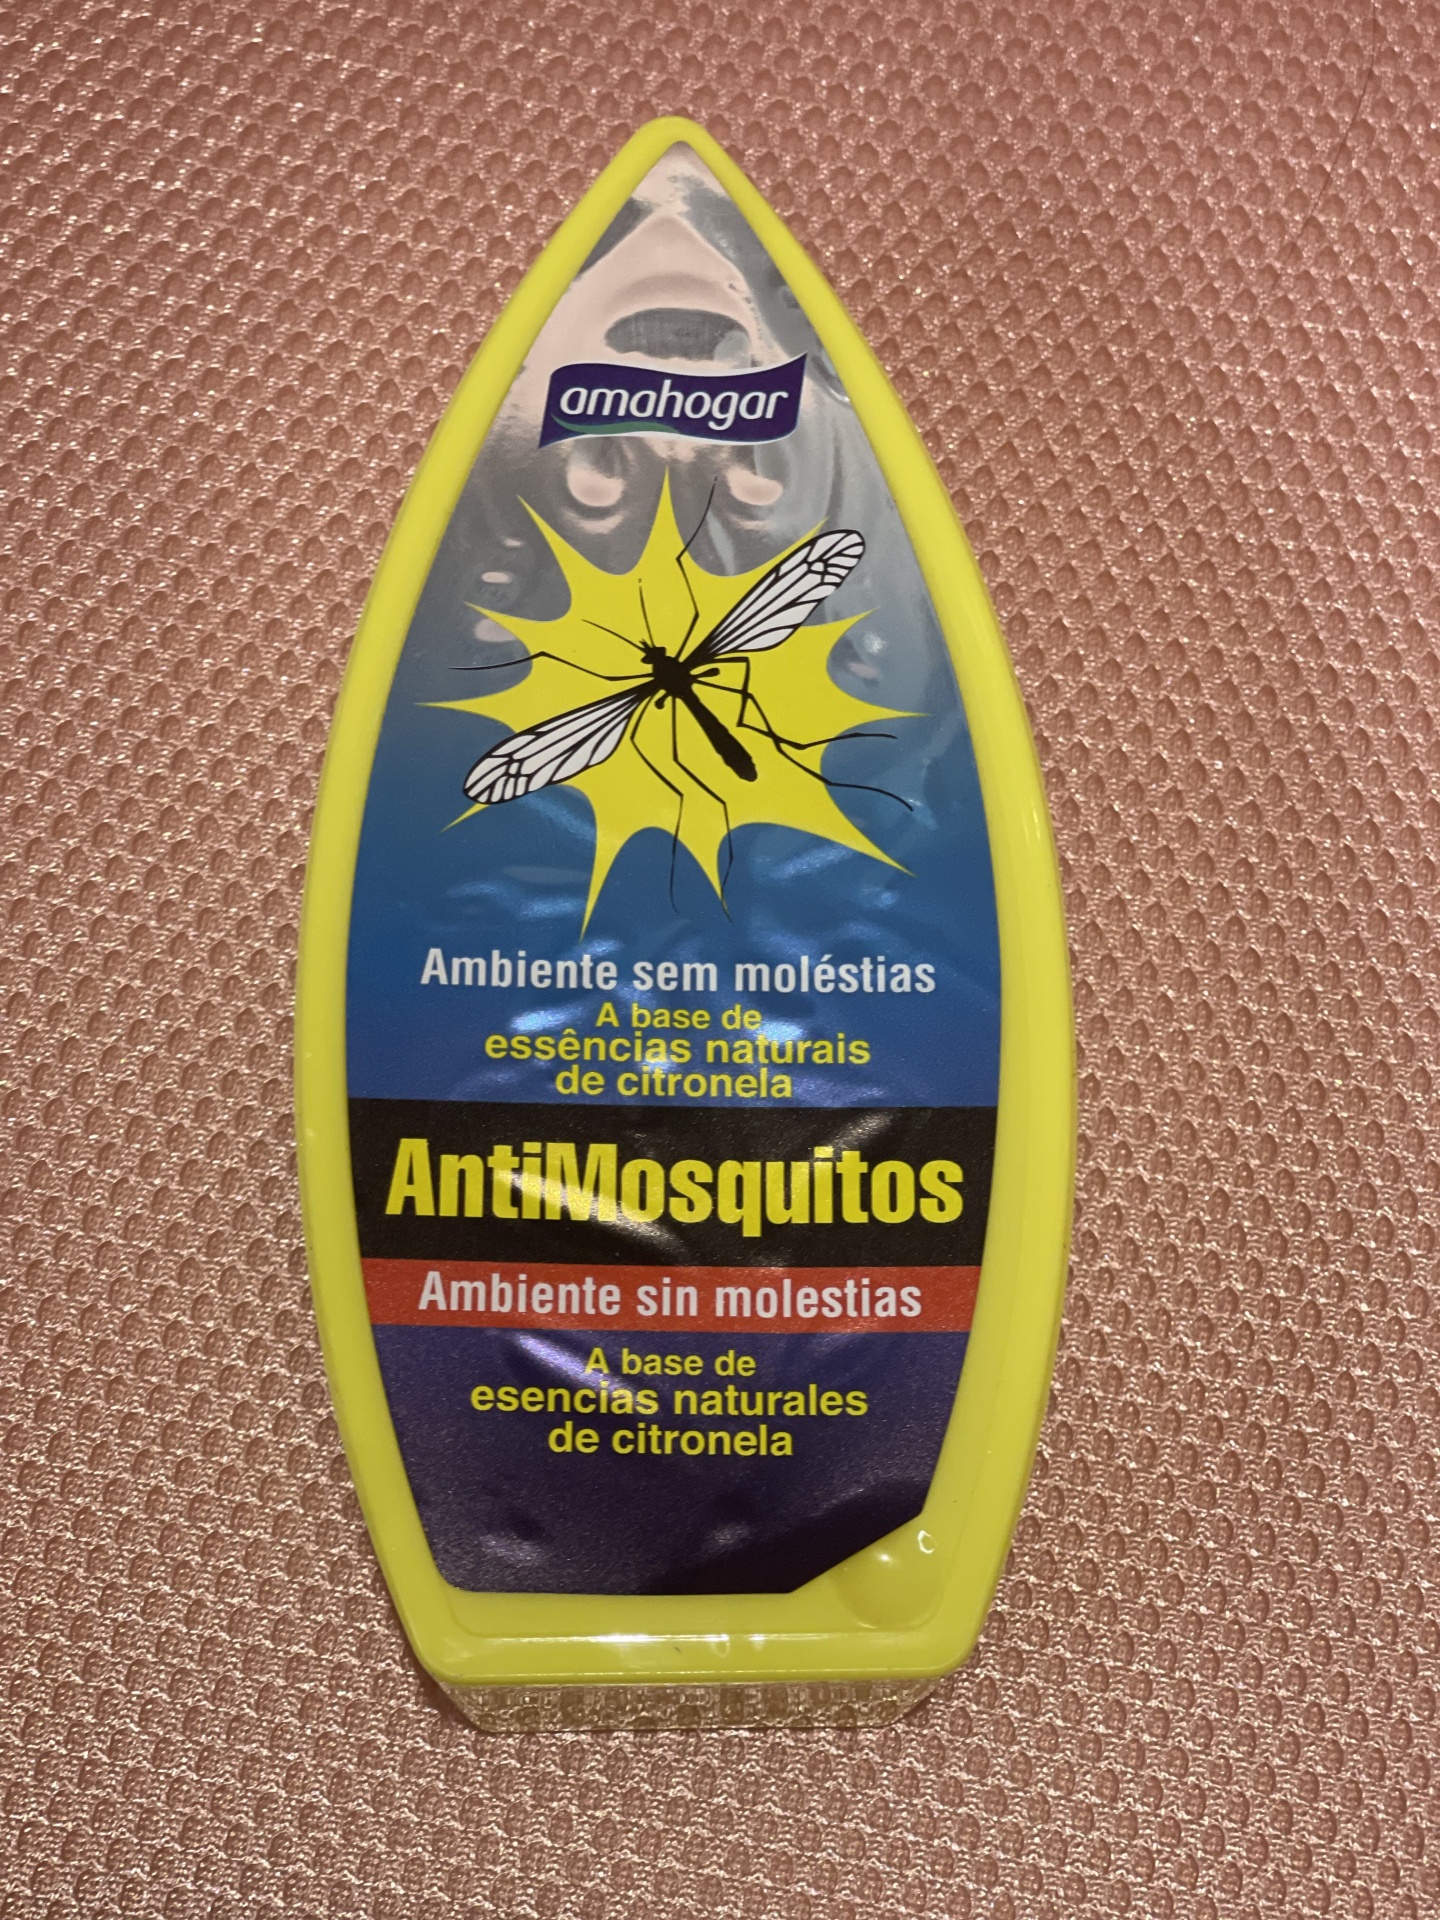 amahogar
Ambiente sem moléstias
A base de
essências naturais
de citronela
AntiMosquitos
Ambiente sin molestias
A base de
esencias naturales
de citronela